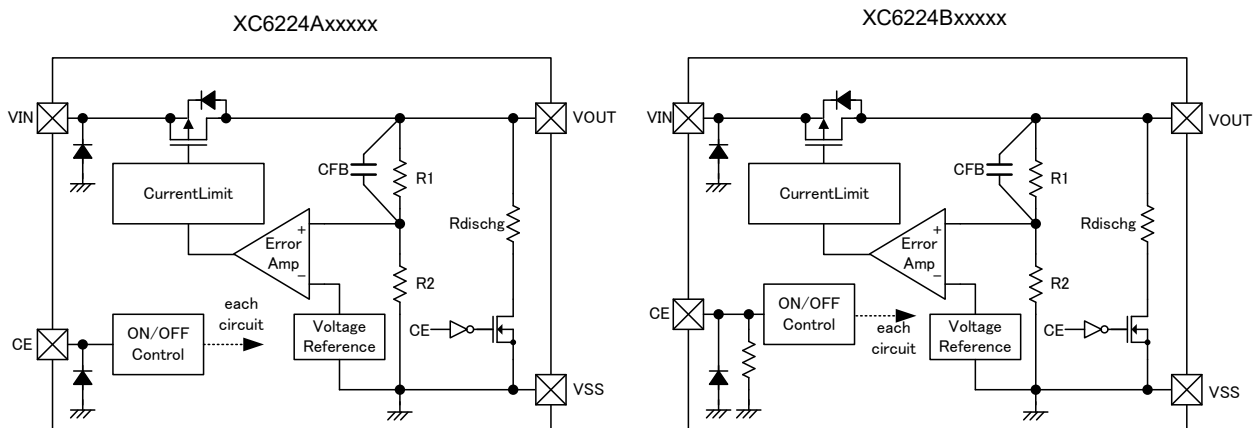 XC6224Axxxxx
VIN
VOUT
CurrentLimit
CFB
R1
Rdischg
+
Error
Amp
−
R2
each
circuit
CE
ON/OFF
Control
Voltage
Reference
CE
VSS
XC6224Bxxxxx
VIN
VOUT
CurrentLimit
CFB
R1
Rdischg
+
Error
Amp
−
R2
CE
ON/OFF
Control
each
circuit
Voltage
Reference
CE
VSS